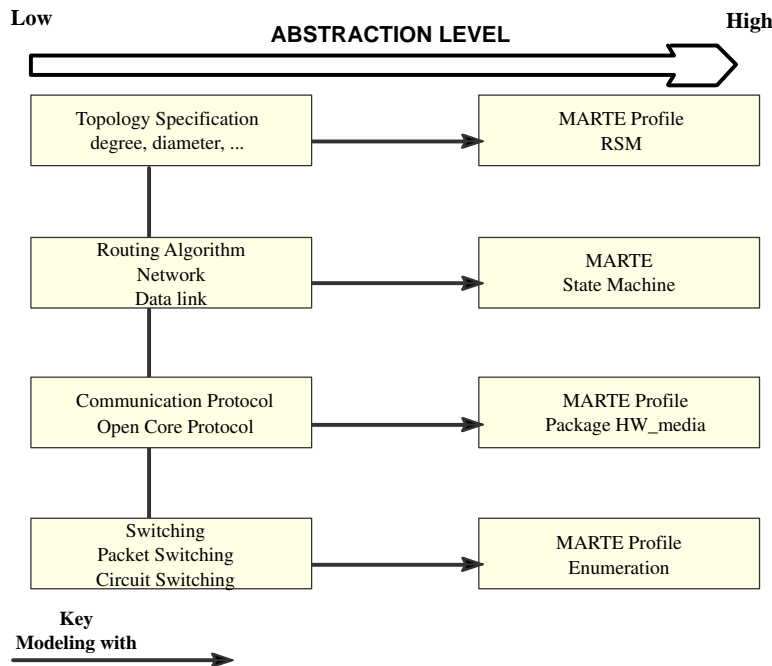 Low
High
ABSTRACTION LEVEL
Topology Specification
degree, diameter, ...
MARTE Profile
RSM
Routing Algorithm
Network
Data link
MARTE
State Machine
Communication Protocol
Open Core Protocol
MARTE Profile
Package HW_media
Switching
Packet Switching
Circuit Switching
MARTE Profile
Enumeration
Key
Modeling with